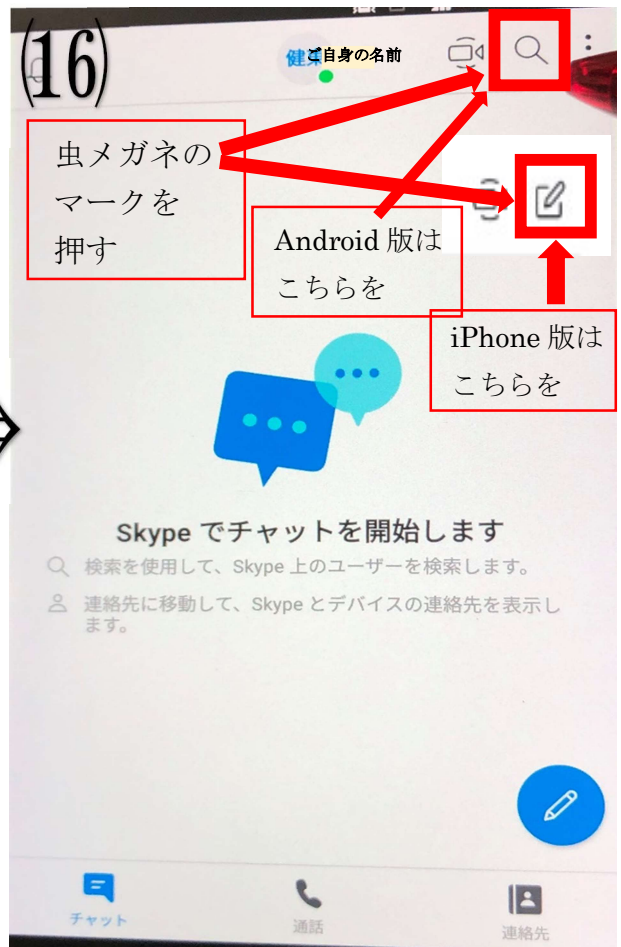 (16)
ご自身の名前
虫メガネの
マークを
押す
Android 版は
こちらを
iPhone 版は
こちらを
Skype でチャットを開始します
検索を使用して、Skype 上のユーザーを検索します。
連絡先に移動して、Skype とデバイスの連絡先を表示し
ます。
チャット
通話
連絡先